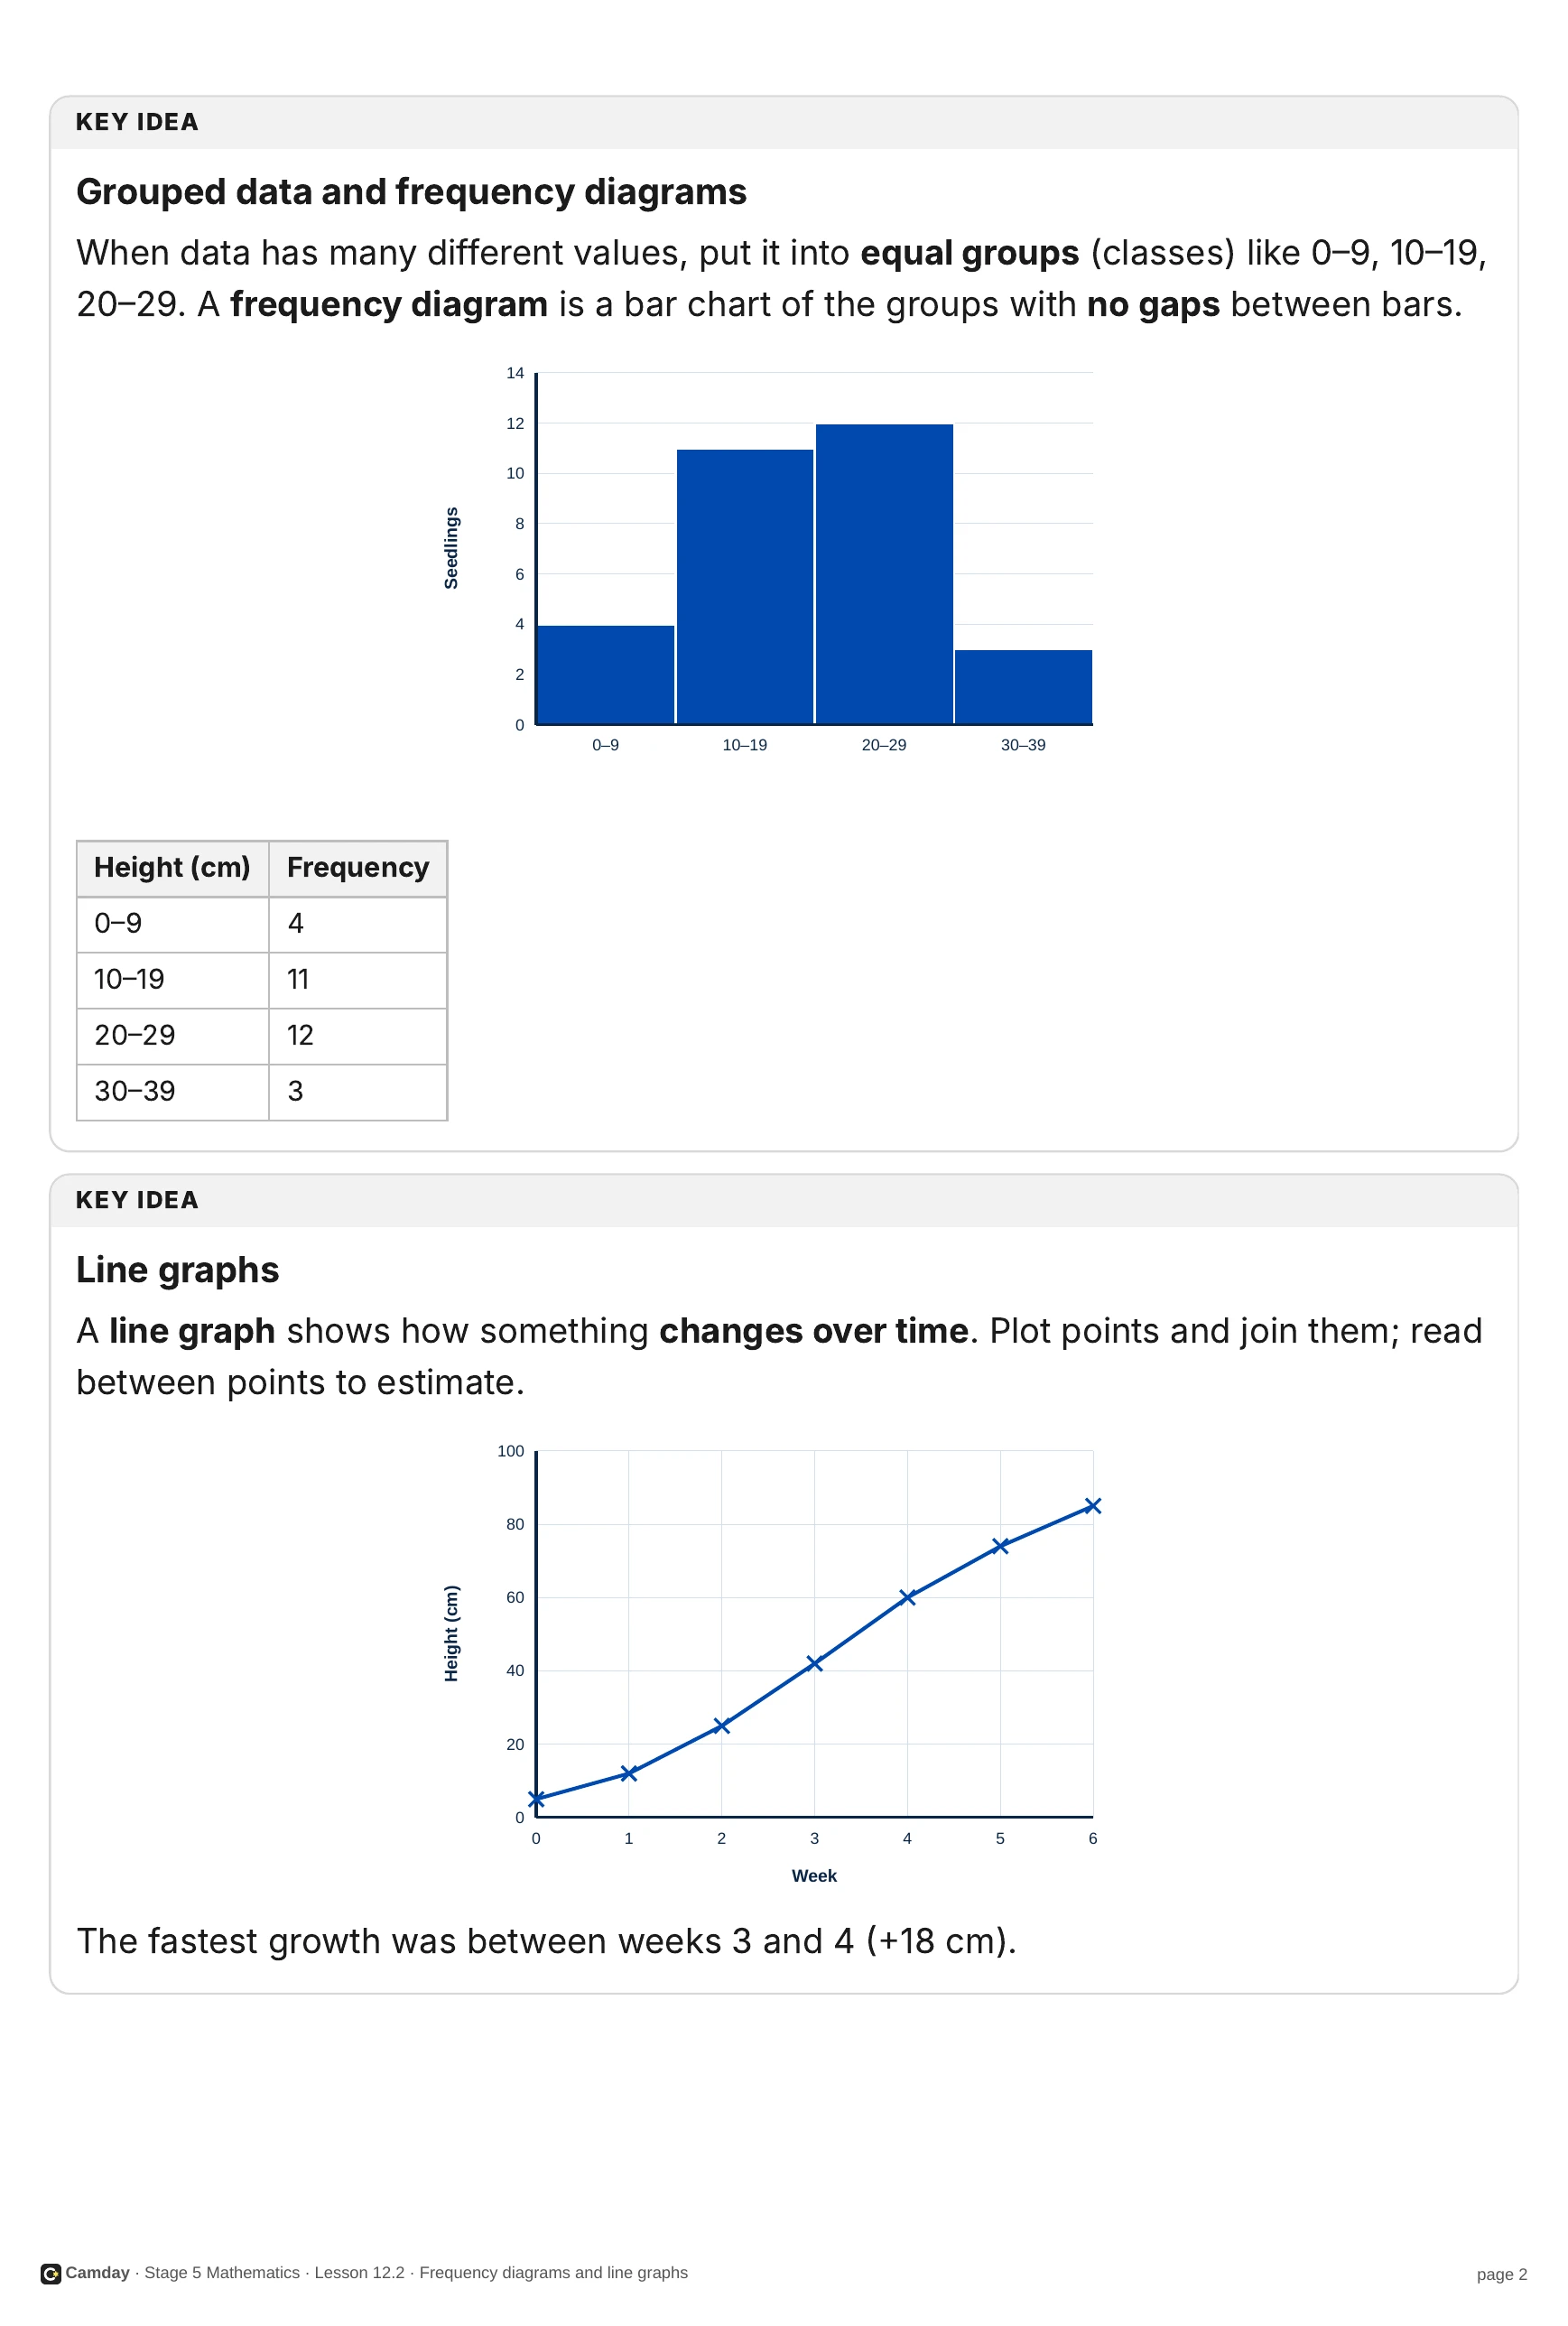 KEY IDEA
Grouped data and frequency diagrams
When data has many different values, put it into equal groups (classes) like 0–9, 10–19,
20–29. A frequency diagram is a bar chart of the groups with no gaps between bars.
14
12
10
8
6
4
2
0
Seedlings
0–9 10–19 20–29 30–39
Height (cm) Frequency
0–9 4
10–19 11
20–29 12
30–39 3
KEY IDEA
Line graphs
A line graph shows how something changes over time. Plot points and join them; read
between points to estimate.
100
80
60
40
20
0
Height (cm)
0 1 2 3 4 5 6
Week
The fastest growth was between weeks 3 and 4 (+18 cm).
Camday · Stage 5 Mathematics · Lesson 12.2 · Frequency diagrams and line graphs
page 2